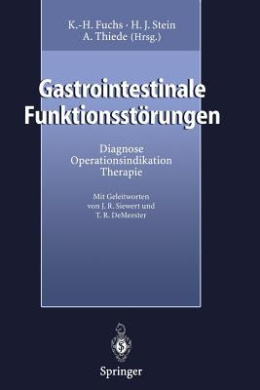 K.-H. Fuchs · H. J. Stein
A. Thiede (Hrsg.)
Gastrointestinale
Funktionsstörungen
Diagnose
Operationsindikation
Therapie
Mit Geleitworten
von J. R. Siewert und
T. R. DeMeester
Springer